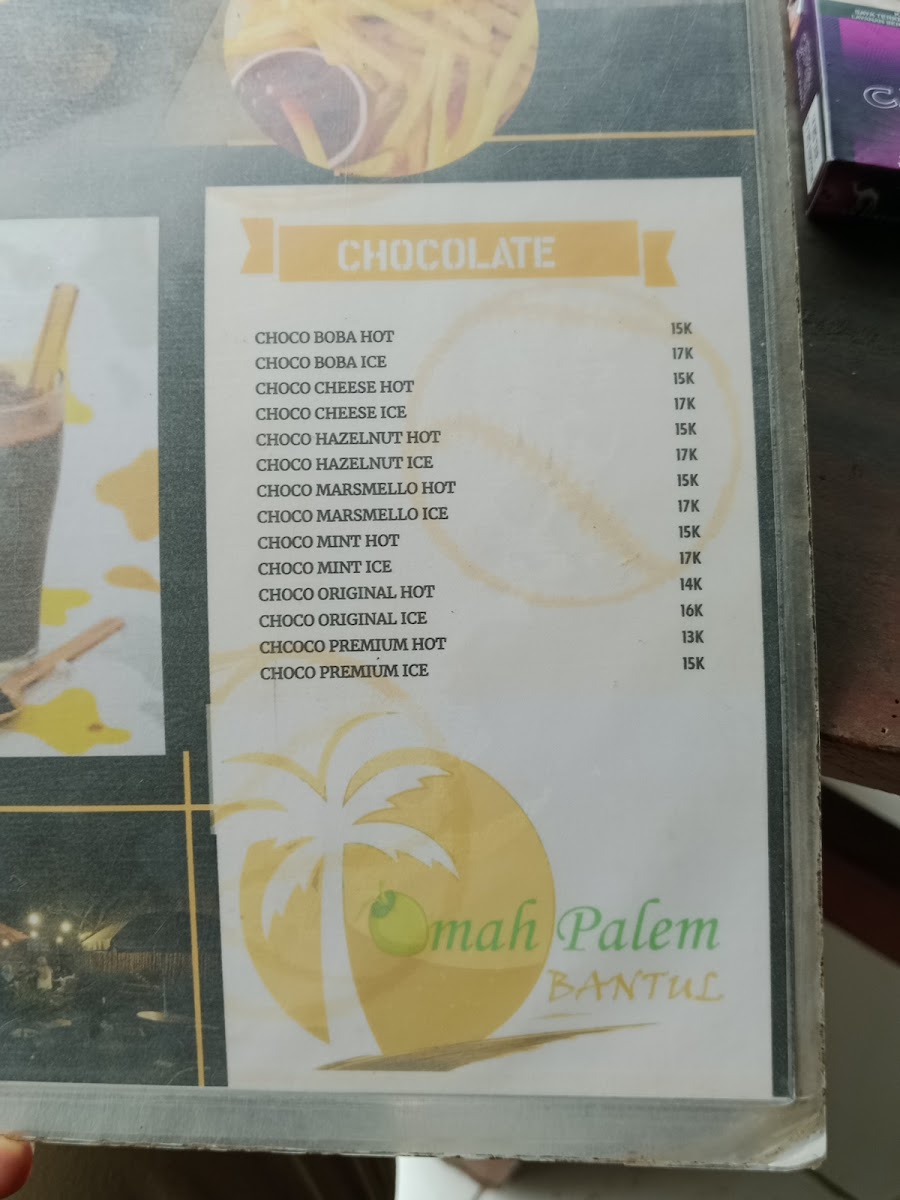 CHOCOLATE
CHOCO BOBA HOT 15K
CHOCO BOBA ICE 17K
CHOCO CHEESE HOT 15K
CHOCO CHEESE ICE 17K
CHOCO HAZELNUT HOT 15K
CHOCO HAZELNUT ICE 17K
CHOCO MARSMELLO HOT 15K
CHOCO MARSMELLO ICE 17K
CHOCO MINT HOT 15K
CHOCO MINT ICE 17K
CHOCO ORIGINAL HOT 14K
CHOCO ORIGINAL ICE 16K
CHCOCO PREMIUM HOT 13K
CHOCO PREMIUM ICE 15K
Omah Palem
BANTUL